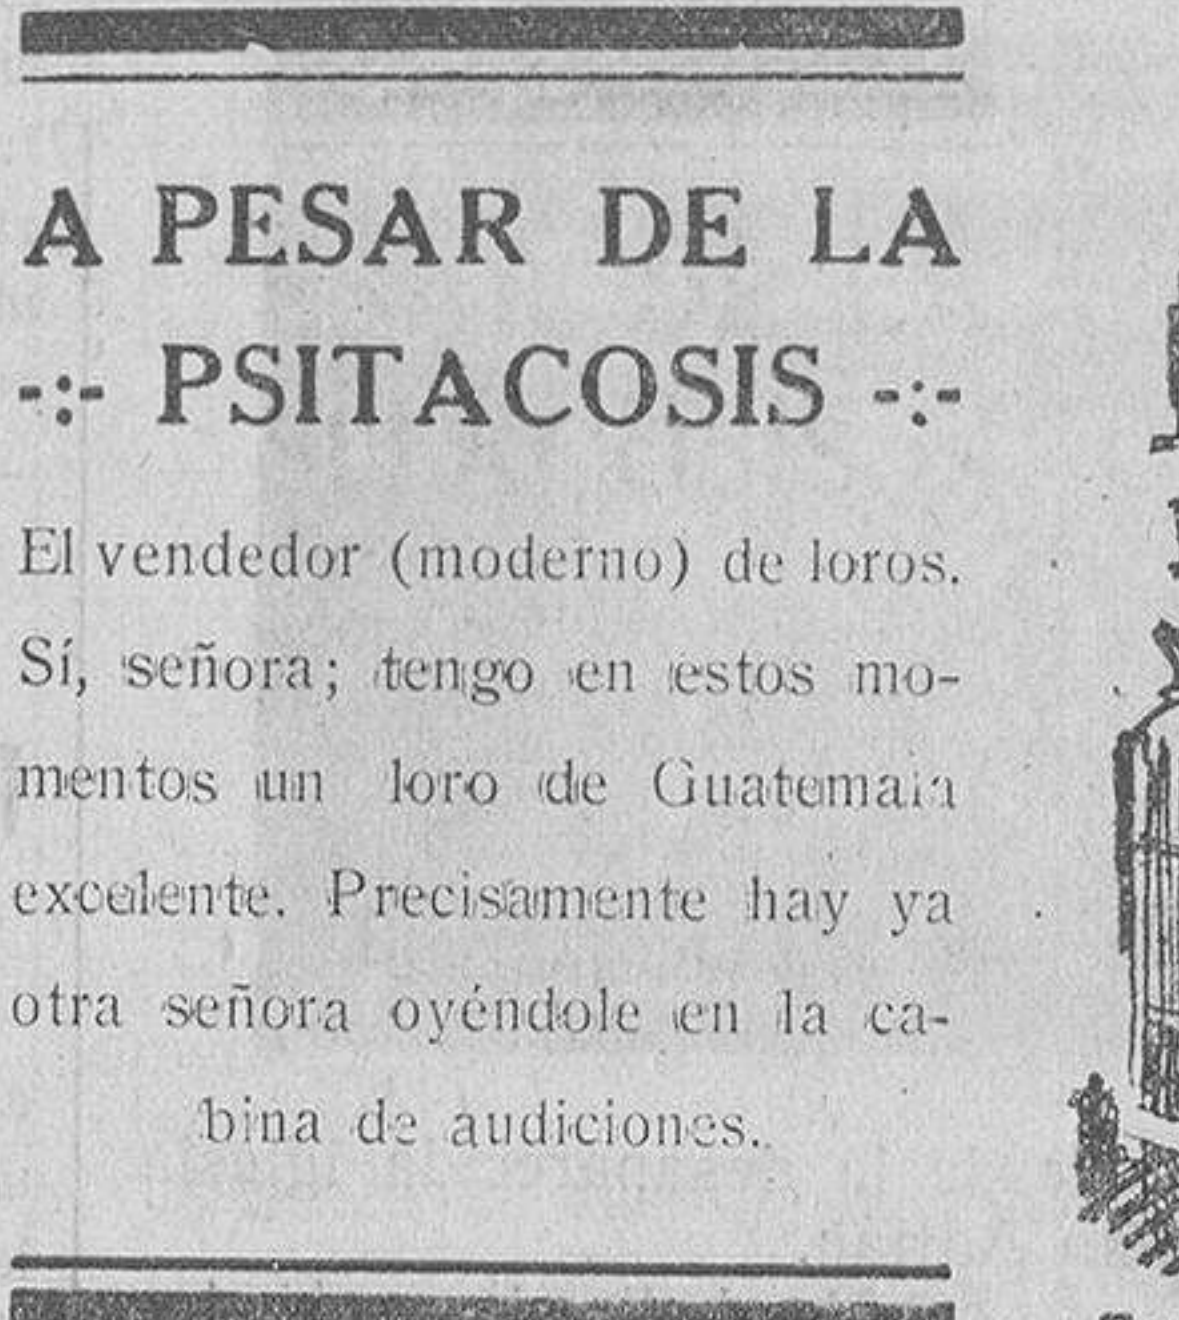 A PESAR DE LA
-:- PSITACOSIS -:-
El vendedor (moderno) de loros.
Sí, señora; tengo en estos mo-
mentos un loro de Guatemala
excelente. Precisamente hay ya
otra señora oyéndole en la ca-
bina de audiciones.